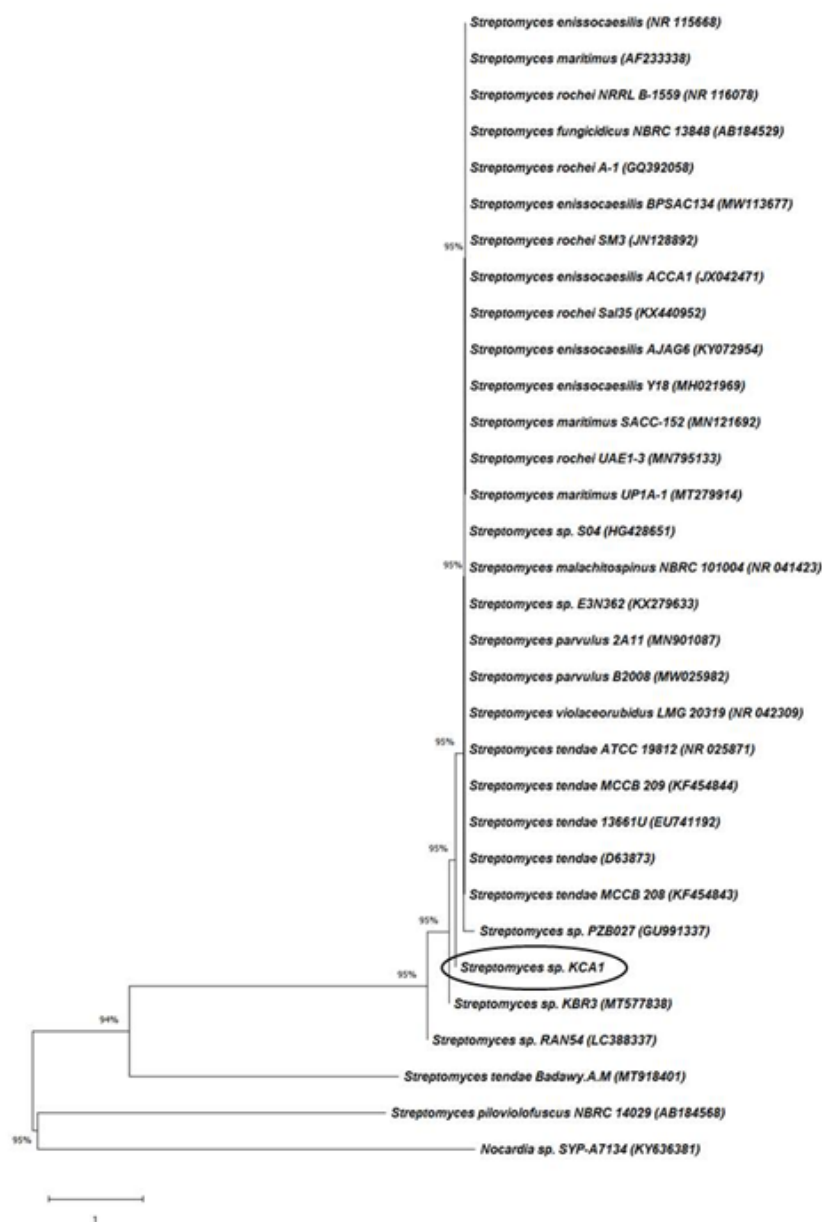 Streptomyces enissocaesilis (NR 115668)
Streptomyces maritimus (AF233338)
Streptomyces rochei NRRL B-1559 (NR 116078)
Streptomyces fungicidicus NBRC 13848 (AB184529)
Streptomyces rochei A-1 (GQ392058)
Streptomyces enissocaesilis BPSAC134 (MW113677)
Streptomyces rochei SM3 (JN128892)
95%
Streptomyces enissocaesilis ACCA1 (JX042471)
Streptomyces rochei Sal35 (KX440952)
Streptomyces enissocaesilis AJAG6 (KY072954)
Streptomyces enissocaesilis Y18 (MH021969)
Streptomyces maritimus SACC-152 (MN121692)
Streptomyces rochei UAE1-3 (MN795133)
Streptomyces maritimus UP1A-1 (MT279914)
Streptomyces sp. S04 (HG428651)
95%
Streptomyces malachitospinus NBRC 101004 (NR 041423)
Streptomyces sp. E3N362 (KX279633)
Streptomyces parvulus 2A11 (MN901087)
Streptomyces parvulus B2008 (MW025982)
Streptomyces violaceorubidus LMG 20319 (NR 042309)
95%
Streptomyces tendae ATCC 19812 (NR 025871)
Streptomyces tendae MCCB 209 (KF454844)
Streptomyces tendae 13661U (EU741192)
95%
Streptomyces tendae (D63873)
Streptomyces tendae MCCB 208 (KF454843)
95%
Streptomyces sp. PZB027 (GU991337)
Streptomyces sp. KCA1
95%
Streptomyces sp. KBR3 (MT577838)
94%
Streptomyces sp. RAN54 (LC388337)
Streptomyces tendae Badawy.A.M (MT918401)
Streptomyces piloviolofuscus NBRC 14029 (AB184568)
95%
Nocardia sp. SYP-A7134 (KY636381)
1